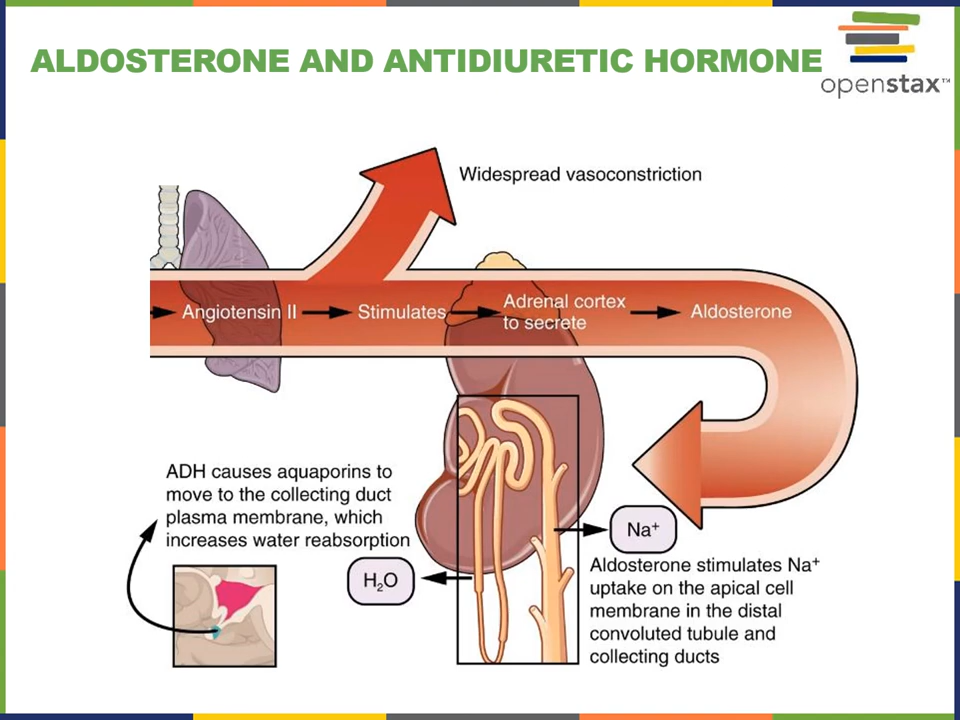 ALDOSTERONE AND ANTIDIURETIC HORMONE
openstax™
Widespread vasoconstriction
Angiotensin II
Stimulates
Adrenal cortex
to secrete
Aldosterone
ADH causes aquaporins to
move to the collecting duct
plasma membrane, which
increases water reabsorption
H₂O
Na⁺
Aldosterone stimulates Na⁺
uptake on the apical cell
membrane in the distal
convoluted tubule and
collecting ducts